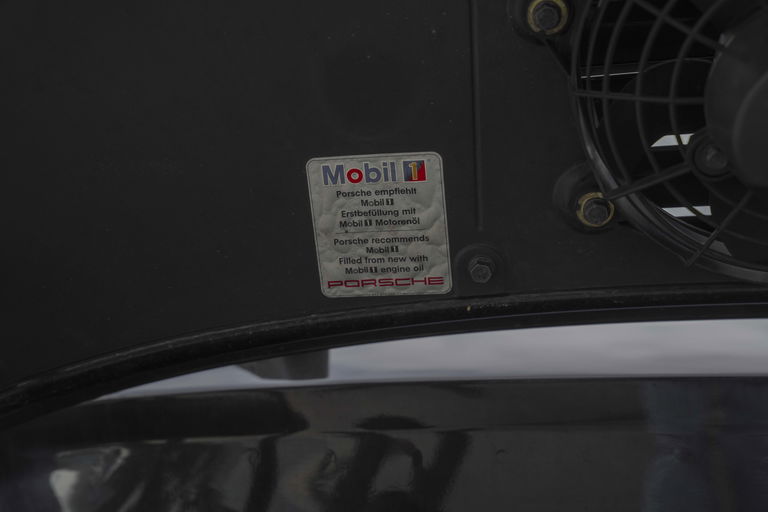 Mobil 1
Porsche empfiehlt
Mobil 1
Erstbefüllung mit
Mobil 1 Motorenöl
Porsche recommends
Mobil 1
Filled from new with
Mobil 1 engine oil
PORSCHE